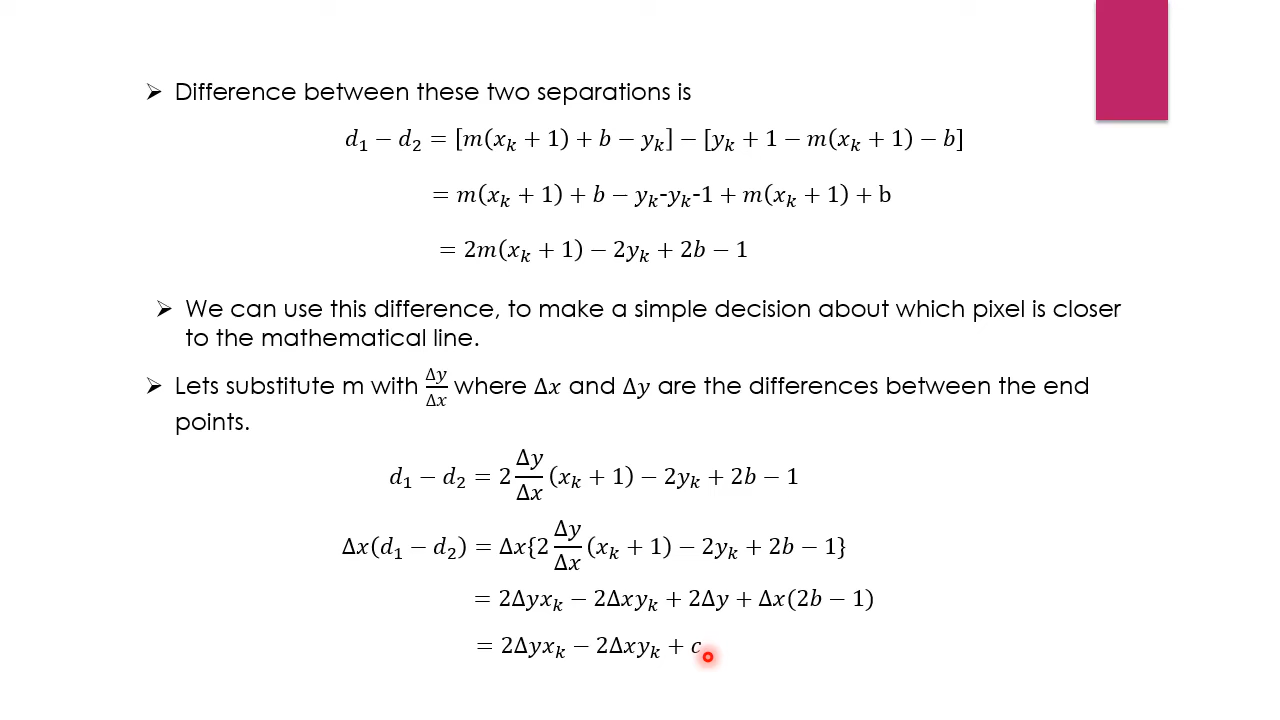 ➢ Difference between these two separations is
d₁ − d₂ = [m(xₖ + 1) + b − yₖ] − [yₖ + 1 − m(xₖ + 1) − b]
= m(xₖ + 1) + b − yₖ-yₖ-1 + m(xₖ + 1) + b
= 2m(xₖ + 1) − 2yₖ + 2b − 1
➢ We can use this difference, to make a simple decision about which pixel is closer
to the mathematical line.
➢ Lets substitute m with Δy/Δx where Δx and Δy are the differences between the end
points.
d₁ − d₂ = 2 Δy/Δx (xₖ + 1) − 2yₖ + 2b − 1
Δx(d₁ − d₂) = Δx{2 Δy/Δx (xₖ + 1) − 2yₖ + 2b − 1}
= 2Δyxₖ − 2Δxyₖ + 2Δy + Δx(2b − 1)
= 2Δyxₖ − 2Δxyₖ + c